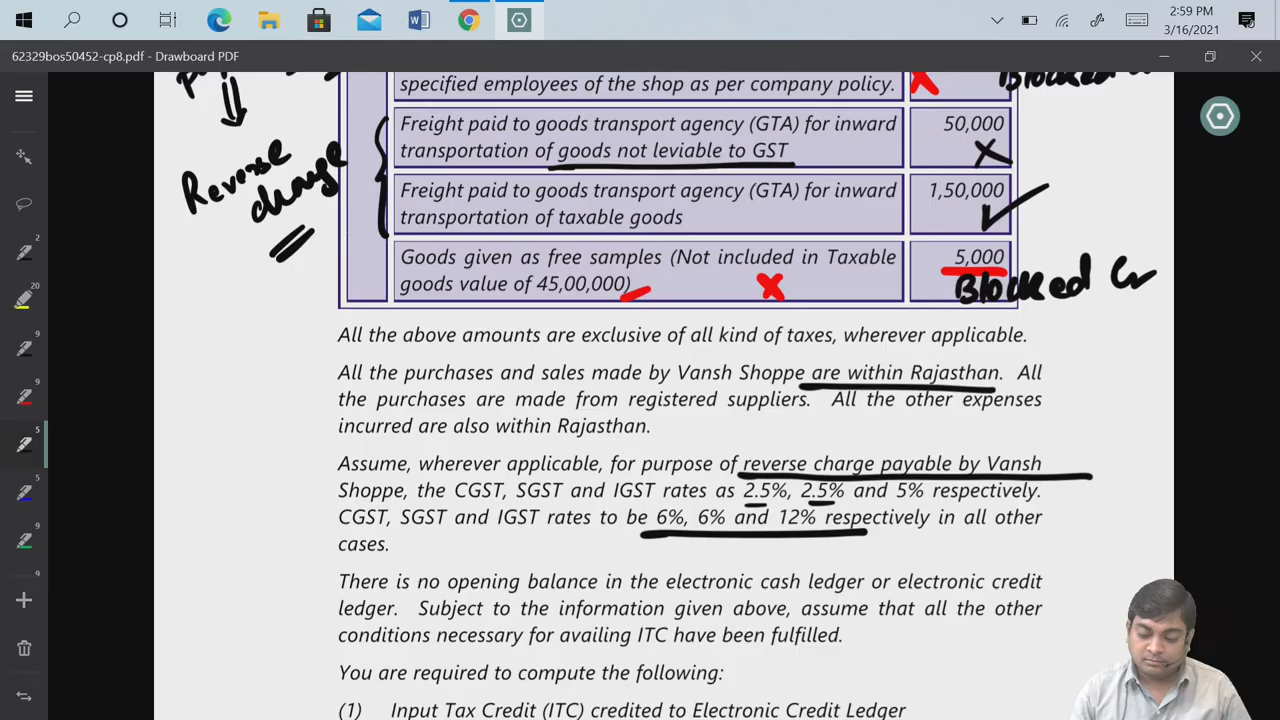 2:59 PM
3/16/2021
62329bos50452-cp8.pdf - Drawboard PDF
specified employees of the shop as per company policy.
Blocked Cr
Freight paid to goods transport agency (GTA) for inward transportation of goods not leviable to GST
50,000
Reverse
charge
Freight paid to goods transport agency (GTA) for inward transportation of taxable goods
1,50,000
Goods given as free samples (Not included in Taxable goods value of 45,00,000)
5,000
Blocked Cr
All the above amounts are exclusive of all kind of taxes, wherever applicable.
All the purchases and sales made by Vansh Shoppe are within Rajasthan. All
the purchases are made from registered suppliers. All the other expenses
incurred are also within Rajasthan.
Assume, wherever applicable, for purpose of reverse charge payable by Vansh
Shoppe, the CGST, SGST and IGST rates as 2.5%, 2.5% and 5% respectively.
CGST, SGST and IGST rates to be 6%, 6% and 12% respectively in all other
cases.
There is no opening balance in the electronic cash ledger or electronic credit
ledger. Subject to the information given above, assume that all the other
conditions necessary for availing ITC have been fulfilled.
You are required to compute the following:
(1) Input Tax Credit (ITC) credited to Electronic Credit Ledger
2
20
9
9
5
5
9
9